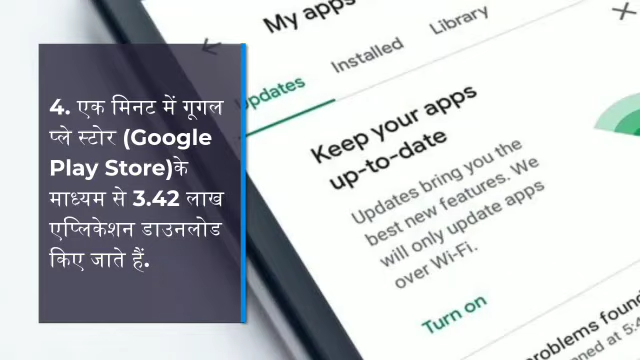 4. एक मिनट में गूगल
प्ले स्टोर (Google
Play Store)के
माध्यम से 3.42 लाख
एप्लिकेशन डाउनलोड
किए जाते हैं.
My apps
Updates
Installed
Library
Keep your apps
up-to-date
Updates bring you the
best new features. We
will only update apps
over Wi-Fi.
Turn on
problems found